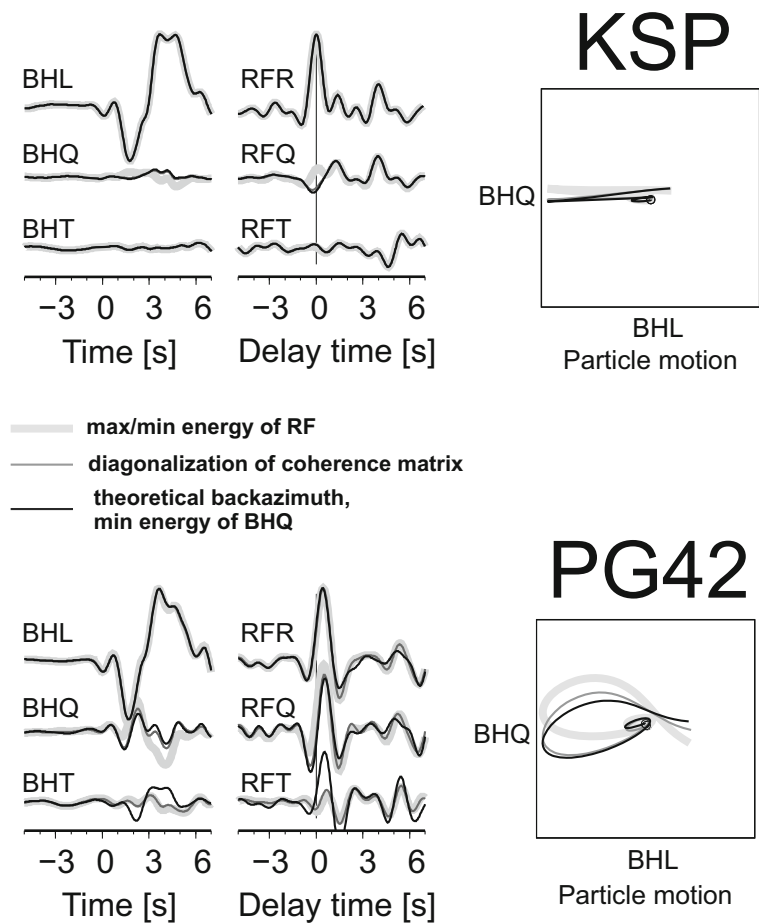 KSP
BHL
RFR
BHQ
RFQ
BHT
RFT
−3 0 3 6
−3 0 3 6
Time [s]
Delay time [s]
BHQ
BHL
Particle motion
max/min energy of RF
diagonalization of coherence matrix
theoretical backazimuth,
min energy of BHQ
PG42
BHL
RFR
BHQ
RFQ
BHT
RFT
−3 0 3 6
−3 0 3 6
Time [s]
Delay time [s]
BHQ
BHL
Particle motion